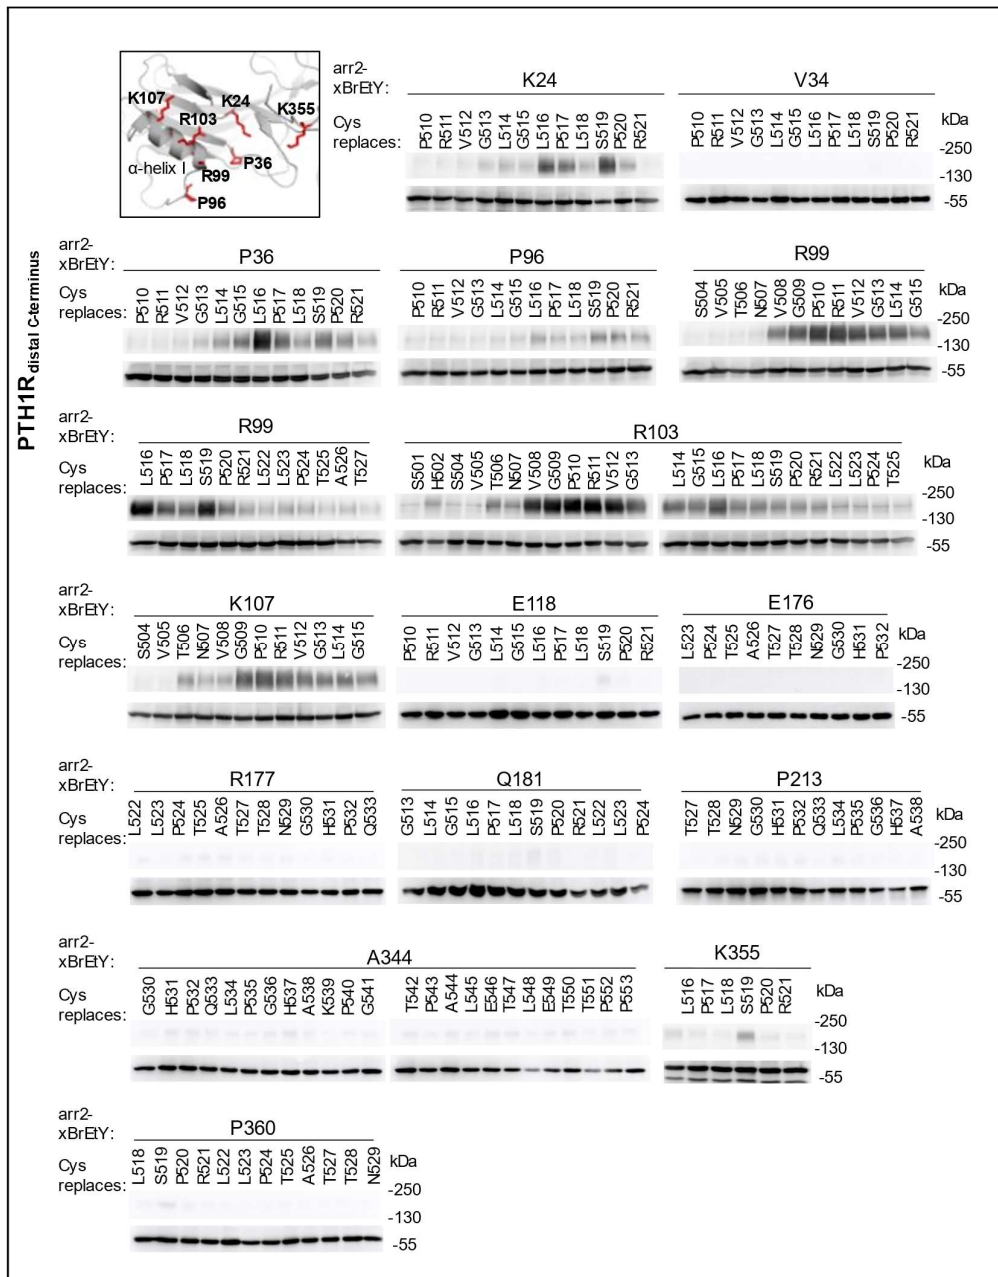 PTH1R distal C-terminus
K107 K24 K355
R103
α-helix I
R99 P36
P96
arr2-
xBrEtY: K24 V34
Cys
replaces: P510 R511 V512 G513 L514 G515 L516 P517 L518 S519 P520 R521 P510 R511 V512 G513 L514 G515 L516 P517 L518 S519 P520 R521 kDa
-250
-130
-55
arr2-
xBrEtY: P36 P96 R99
Cys
replaces: P510 R511 V512 G513 L514 G515 L516 P517 L518 S519 P520 R521 P510 R511 V512 G513 L514 G515 L516 P517 L518 S519 P520 R521 S504 V505 T506 N507 V508 G509 P510 R511 V512 G513 L514 G515 kDa
-250
-130
-55
arr2-
xBrEtY: R99 R103
Cys
replaces: L516 P517 L518 S519 P520 R521 L522 L523 P524 T525 A526 T527 S501 H502 S504 V505 T506 N507 V508 G509 P510 R511 V512 G513 L514 G515 L516 P517 L518 S519 P520 R521 L522 L523 P524 T525 kDa
-250
-130
-55
arr2-
xBrEtY: K107 E118 E176
Cys
replaces: S504 V505 T506 N507 V508 G509 P510 R511 V512 G513 L514 G515 P510 R511 V512 G513 L514 G515 L516 P517 L518 S519 P520 R521 L523 P524 T525 A526 T527 T528 N529 G530 H531 P532 kDa
-250
-130
-55
arr2-
xBrEtY: R177 Q181 P213
Cys
replaces: L522 L523 P524 T525 A526 T527 T528 N529 G530 H531 P532 Q533 G513 L514 G515 L516 P517 L518 S519 P520 R521 L522 L523 P524 T527 T528 N529 G530 H531 P532 Q533 L534 P535 G536 H537 A538 kDa
-250
-130
-55
arr2-
xBrEtY: A344 K355
Cys
replaces: G530 H531 P532 Q533 L534 P535 G536 H537 A538 K539 P540 G541 T542 P543 A544 L545 E546 T547 L548 E549 T550 T551 P552 P553 L516 P517 L518 S519 P520 R521 kDa
-250
-130
-55
arr2-
xBrEtY: P360
Cys
replaces: L518 S519 P520 R521 L522 L523 P524 T525 A526 T527 T528 N529 kDa
-250
-130
-55